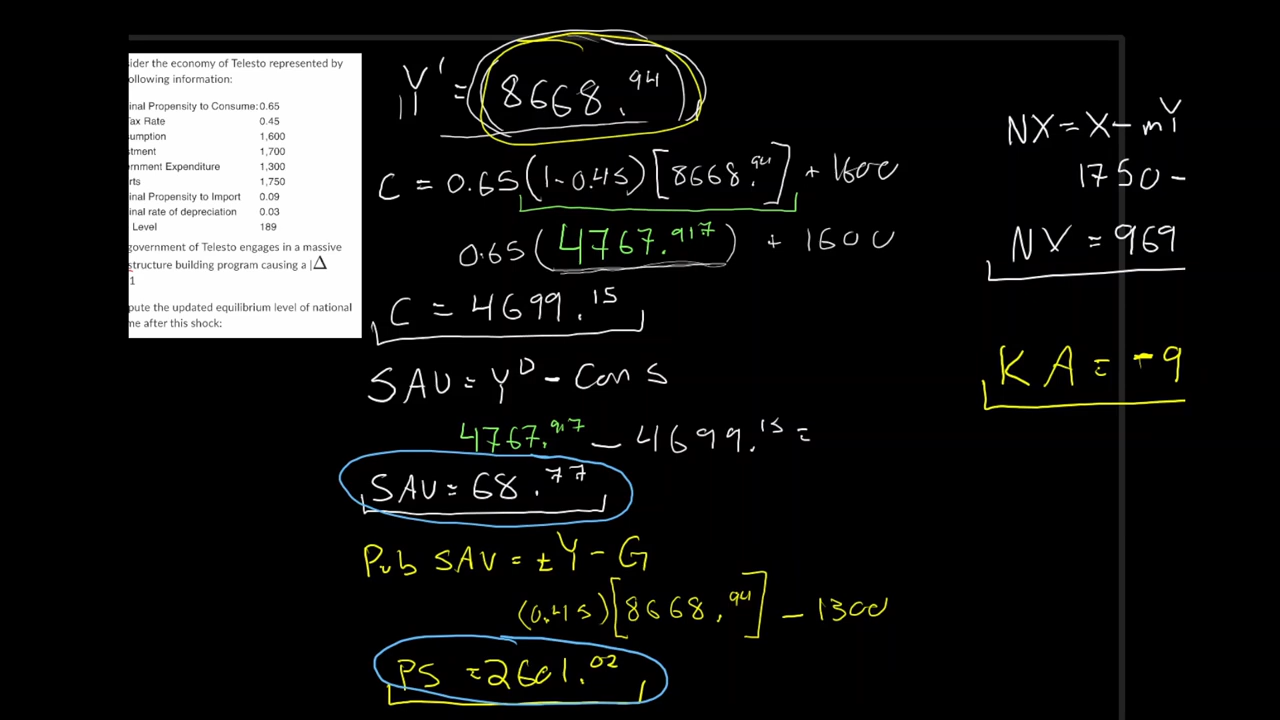 ider the economy of Telesto represented by
ollowing information:
inal Propensity to Consume: 0.65
Tax Rate 0.45
umption 1,600
tment 1,700
rnment Expenditure 1,300
rts 1,750
inal Propensity to Import 0.09
inal rate of depreciation 0.03
Level 189
government of Telesto engages in a massive
structure building program causing a |Δ
1
pute the updated equilibrium level of national
me after this shock:
Y' = 8668.94
C = 0.65 (1-0.45) [8668.94] + 1600
0.65 (4767.917) + 1600
C = 4699.15
SAV = Y^D - Cons
4767.917 - 4699.15 =
SAV = 68.77
Pub SAV = tY - G
(0.45) [8668.94] - 1300
PS = 2601.02
NX = X - mY
1750 -
NX = 969
KA = -9